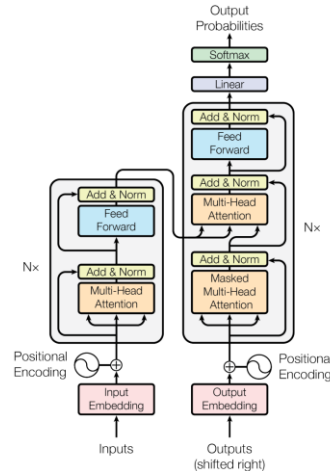 Output
Probabilities
Softmax
Linear
Add & Norm
Feed
Forward
Add & Norm
Multi-Head
Attention
Add & Norm
Masked
Multi-Head
Attention
Nx
Positional
Encoding
Output
Embedding
Outputs
(shifted right)
Add & Norm
Feed
Forward
Add & Norm
Multi-Head
Attention
Nx
Positional
Encoding
Input
Embedding
Inputs